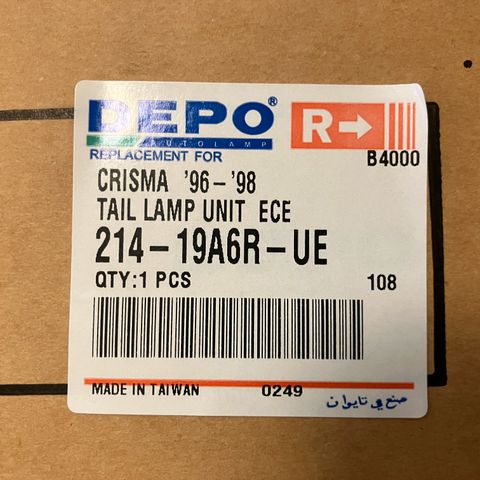 DEPO®
AUTOLAMP
R→
REPLACEMENT FOR
B4000
CRISMA '96-'98
TAIL LAMP UNIT ECE
214-19A6R-UE
QTY:1 PCS 108
MADE IN TAIWAN 0249 صنع في تايوان